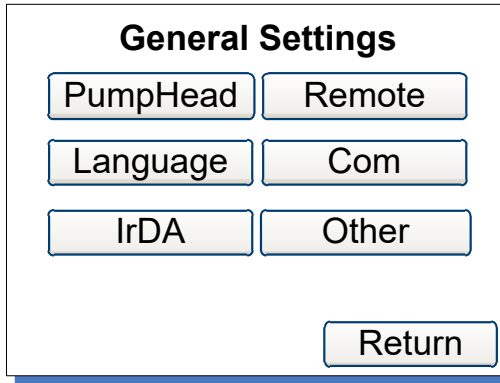 General Settings
PumpHead Remote
Language Com
IrDA Other
Return